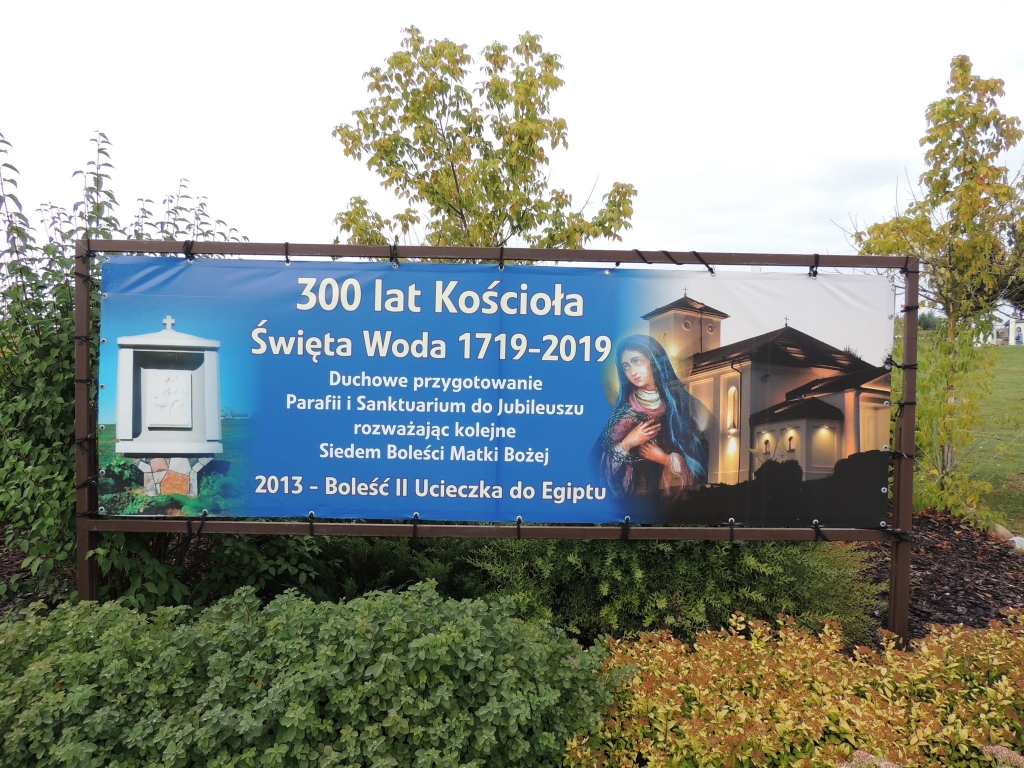 300 lat Kościoła
Święta Woda 1719-2019
Duchowe przygotowanie
Parafii i Sanktuarium do Jubileuszu
rozważając kolejne
Siedem Boleści Matki Bożej
2013 - Boleść II Ucieczka do Egiptu